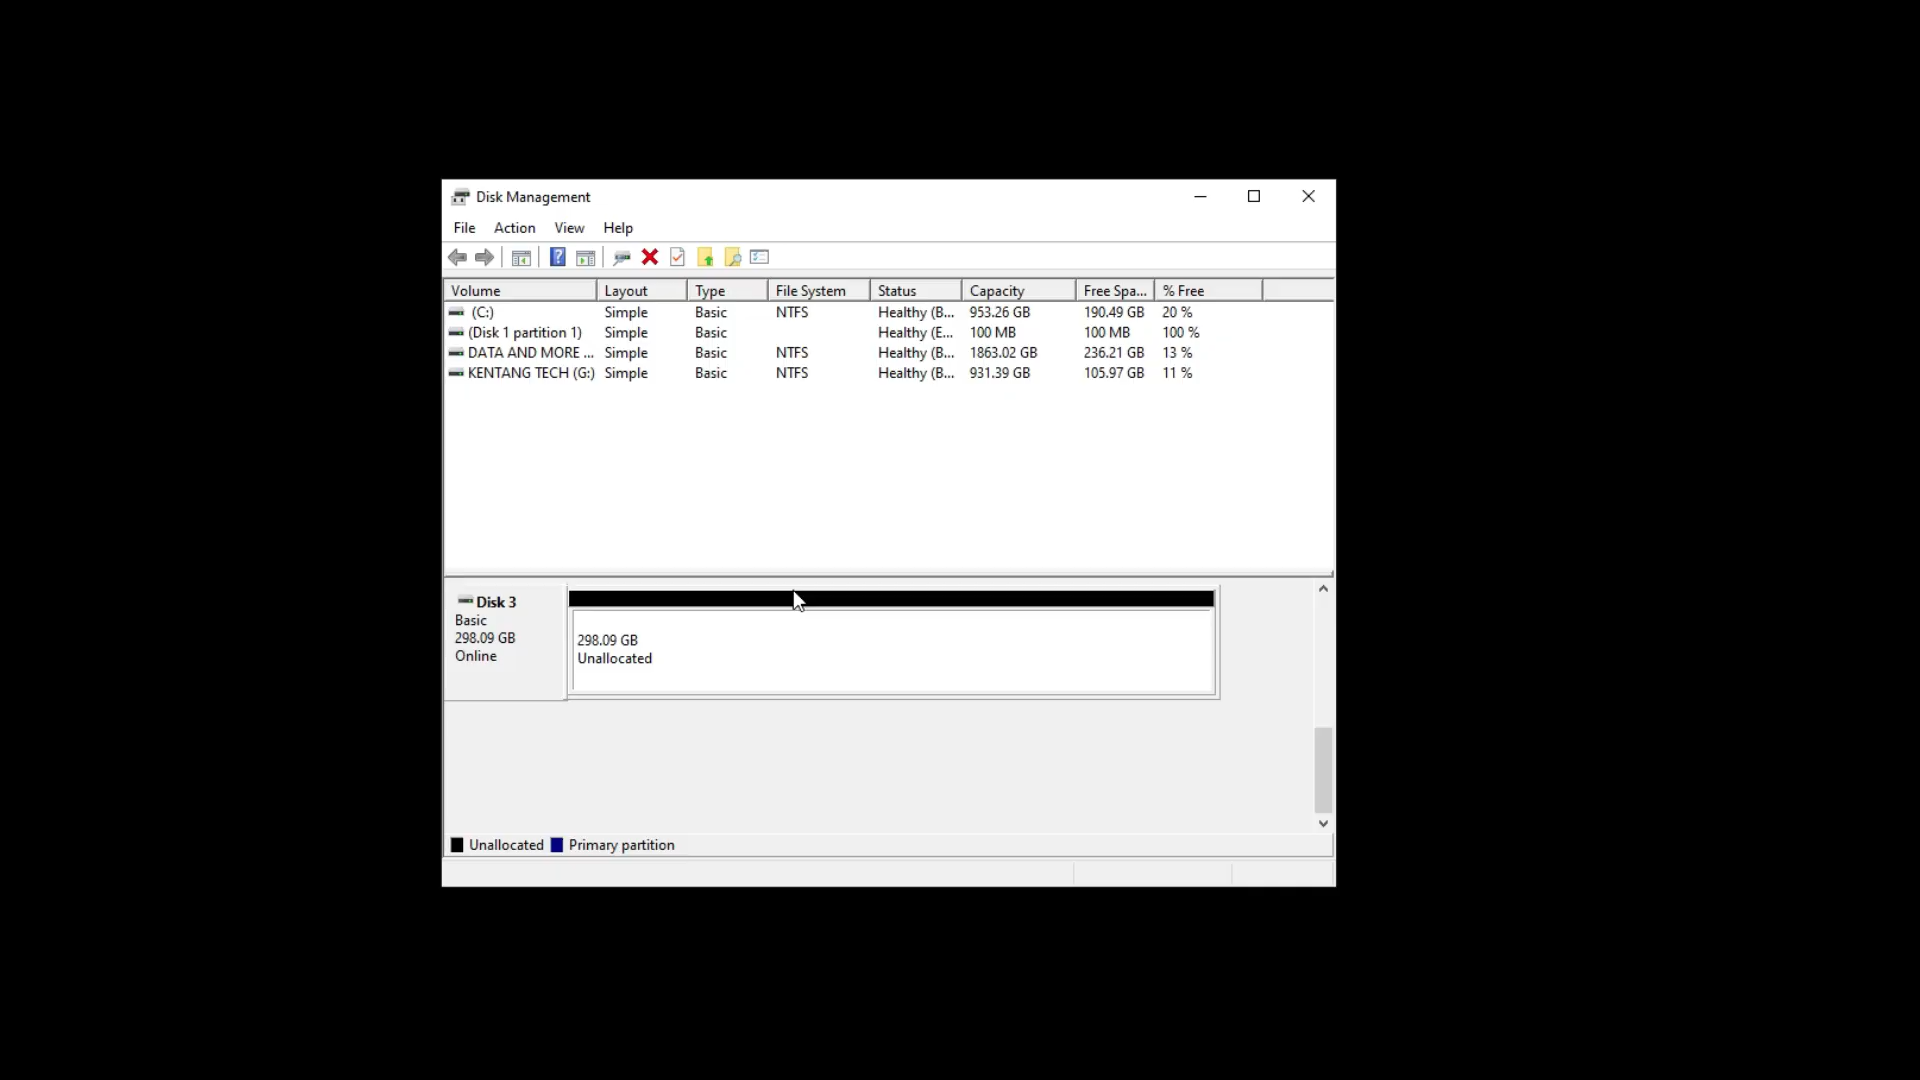 Disk Management
File Action View Help
Volume Layout Type File System Status Capacity Free Spa... % Free
(C:) Simple Basic NTFS Healthy (B... 953.26 GB 190.49 GB 20 %
(Disk 1 partition 1) Simple Basic Healthy (E... 100 MB 100 MB 100 %
DATA AND MORE ... Simple Basic NTFS Healthy (B... 1863.02 GB 236.21 GB 13 %
KENTANG TECH (G:) Simple Basic NTFS Healthy (B... 931.39 GB 105.97 GB 11 %
Disk 3
Basic
298.09 GB
Online
298.09 GB
Unallocated
Unallocated Primary partition